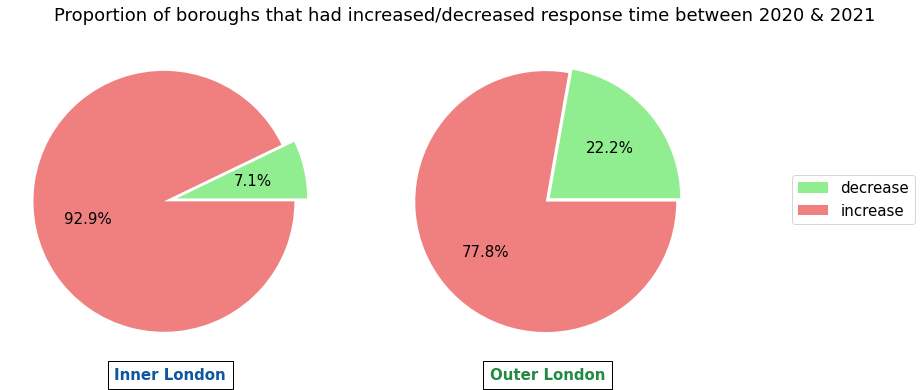 Proportion of boroughs that had increased/decreased response time between 2020 & 2021
7.1%
92.9%
22.2%
77.8%
decrease
increase
Inner London
Outer London